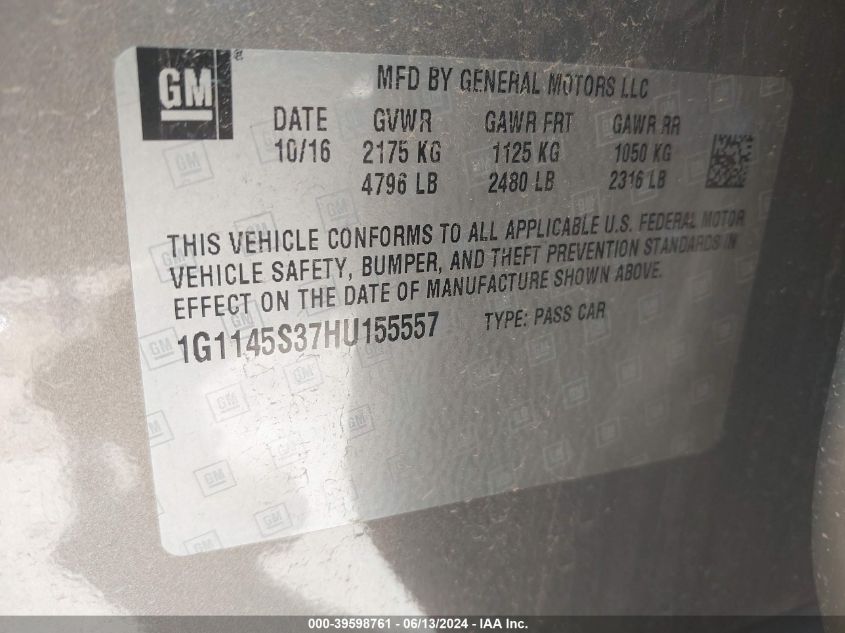 GM
MFD BY GENERAL MOTORS LLC
DATE GVWR GAWR FRT GAWR RR
10/16 2175 KG 1125 KG 1050 KG
4796 LB 2480 LB 2316 LB
THIS VEHICLE CONFORMS TO ALL APPLICABLE U.S. FEDERAL MOTOR
VEHICLE SAFETY, BUMPER, AND THEFT PREVENTION STANDARDS IN
EFFECT ON THE DATE OF MANUFACTURE SHOWN ABOVE.
1G1145S37HU155557 TYPE: PASS CAR
000-39598761 - 06/13/2024 - IAA Inc.